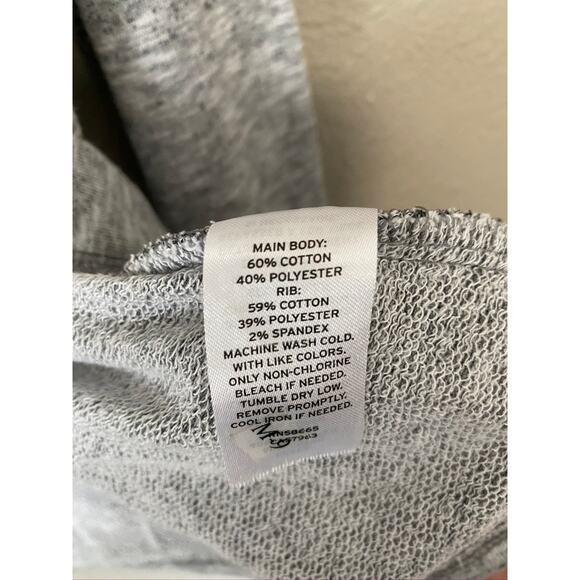 MAIN BODY:
60% COTTON
40% POLYESTER
RIB:
59% COTTON
39% POLYESTER
2% SPANDEX
MACHINE WASH COLD.
WITH LIKE COLORS.
ONLY NON-CHLORINE
BLEACH IF NEEDED.
TUMBLE DRY LOW.
REMOVE PROMPTLY.
COOL IRON IF NEEDED.